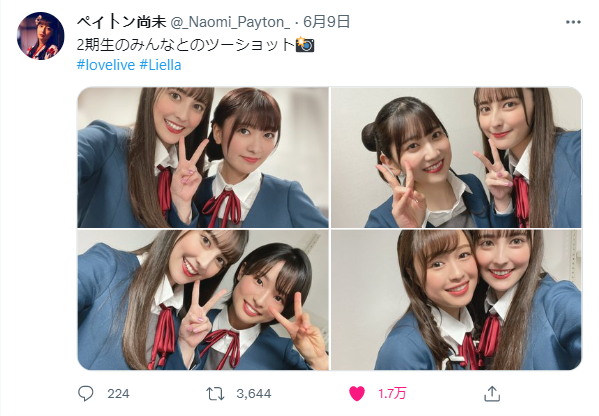 ペイトン尚未 @_Naomi_Payton_ · 6月9日
2期生のみんなとのツーショット📸
#lovelive #Liella
224 3,644 1.7万